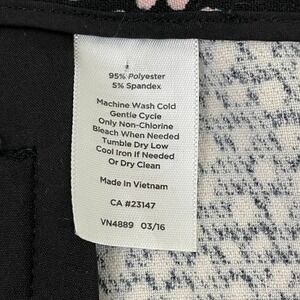 95% Polyester
5% Spandex
Machine Wash Cold
Gentle Cycle
Only Non-Chlorine
Bleach When Needed
Tumble Dry Low
Cool Iron If Needed
Or Dry Clean
Made in Vietnam
CA #23147
VN4889 03/16